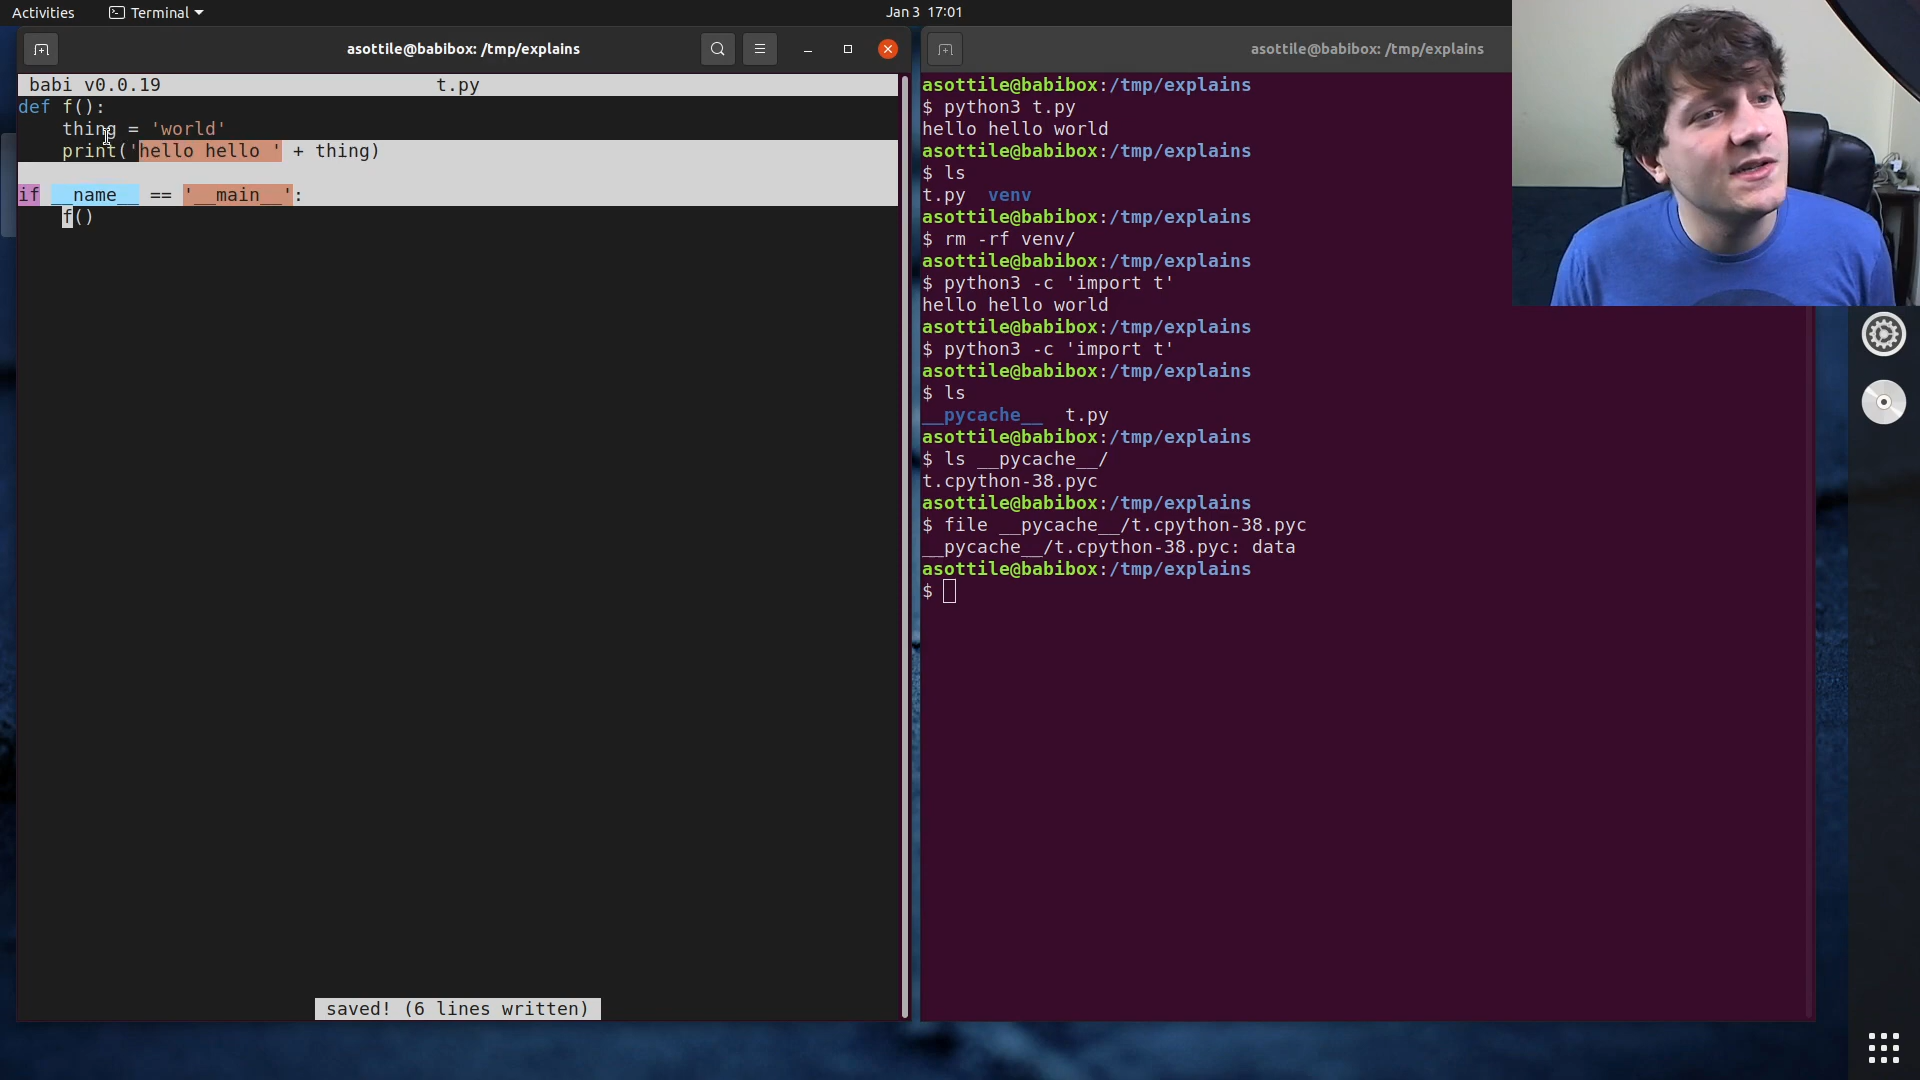 Activities
Terminal
Jan 3 17:01
asottile@babibox: /tmp/explains
babi v0.0.19
t.py
def f():
    thing = 'world'
    print('hello hello ' + thing)
if __name__ == '__main__':
    f()
saved! (6 lines written)
asottile@babibox: /tmp/explains
asottile@babibox:/tmp/explains
$ python3 t.py
hello hello world
asottile@babibox:/tmp/explains
$ ls
t.py  venv
asottile@babibox:/tmp/explains
$ rm -rf venv/
asottile@babibox:/tmp/explains
$ python3 -c 'import t'
hello hello world
asottile@babibox:/tmp/explains
$ python3 -c 'import t'
asottile@babibox:/tmp/explains
$ ls
__pycache__  t.py
asottile@babibox:/tmp/explains
$ ls __pycache__/
t.cpython-38.pyc
asottile@babibox:/tmp/explains
$ file __pycache__/t.cpython-38.pyc
__pycache__/t.cpython-38.pyc: data
asottile@babibox:/tmp/explains
$